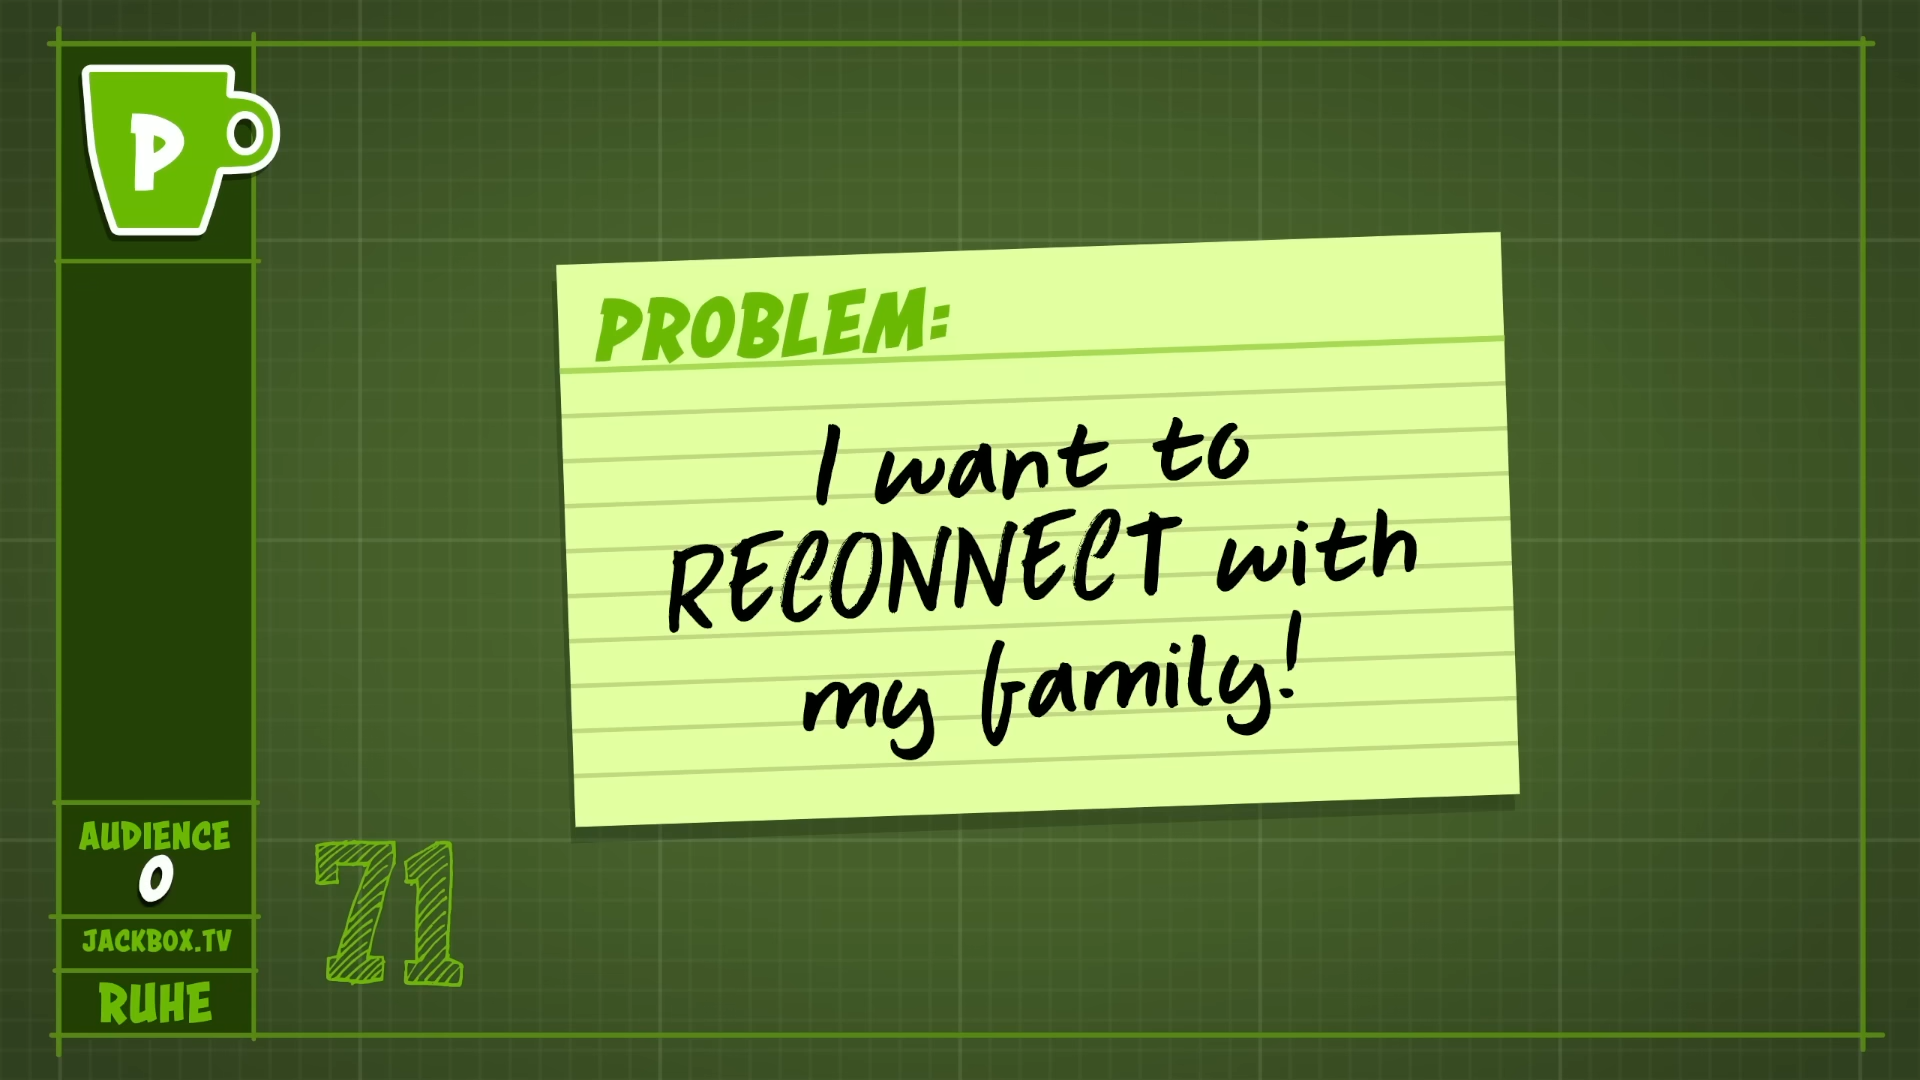 P
PROBLEM:
I want to
RECONNECT with
my family!
AUDIENCE
0
JACKBOX.TV
RUHE
71